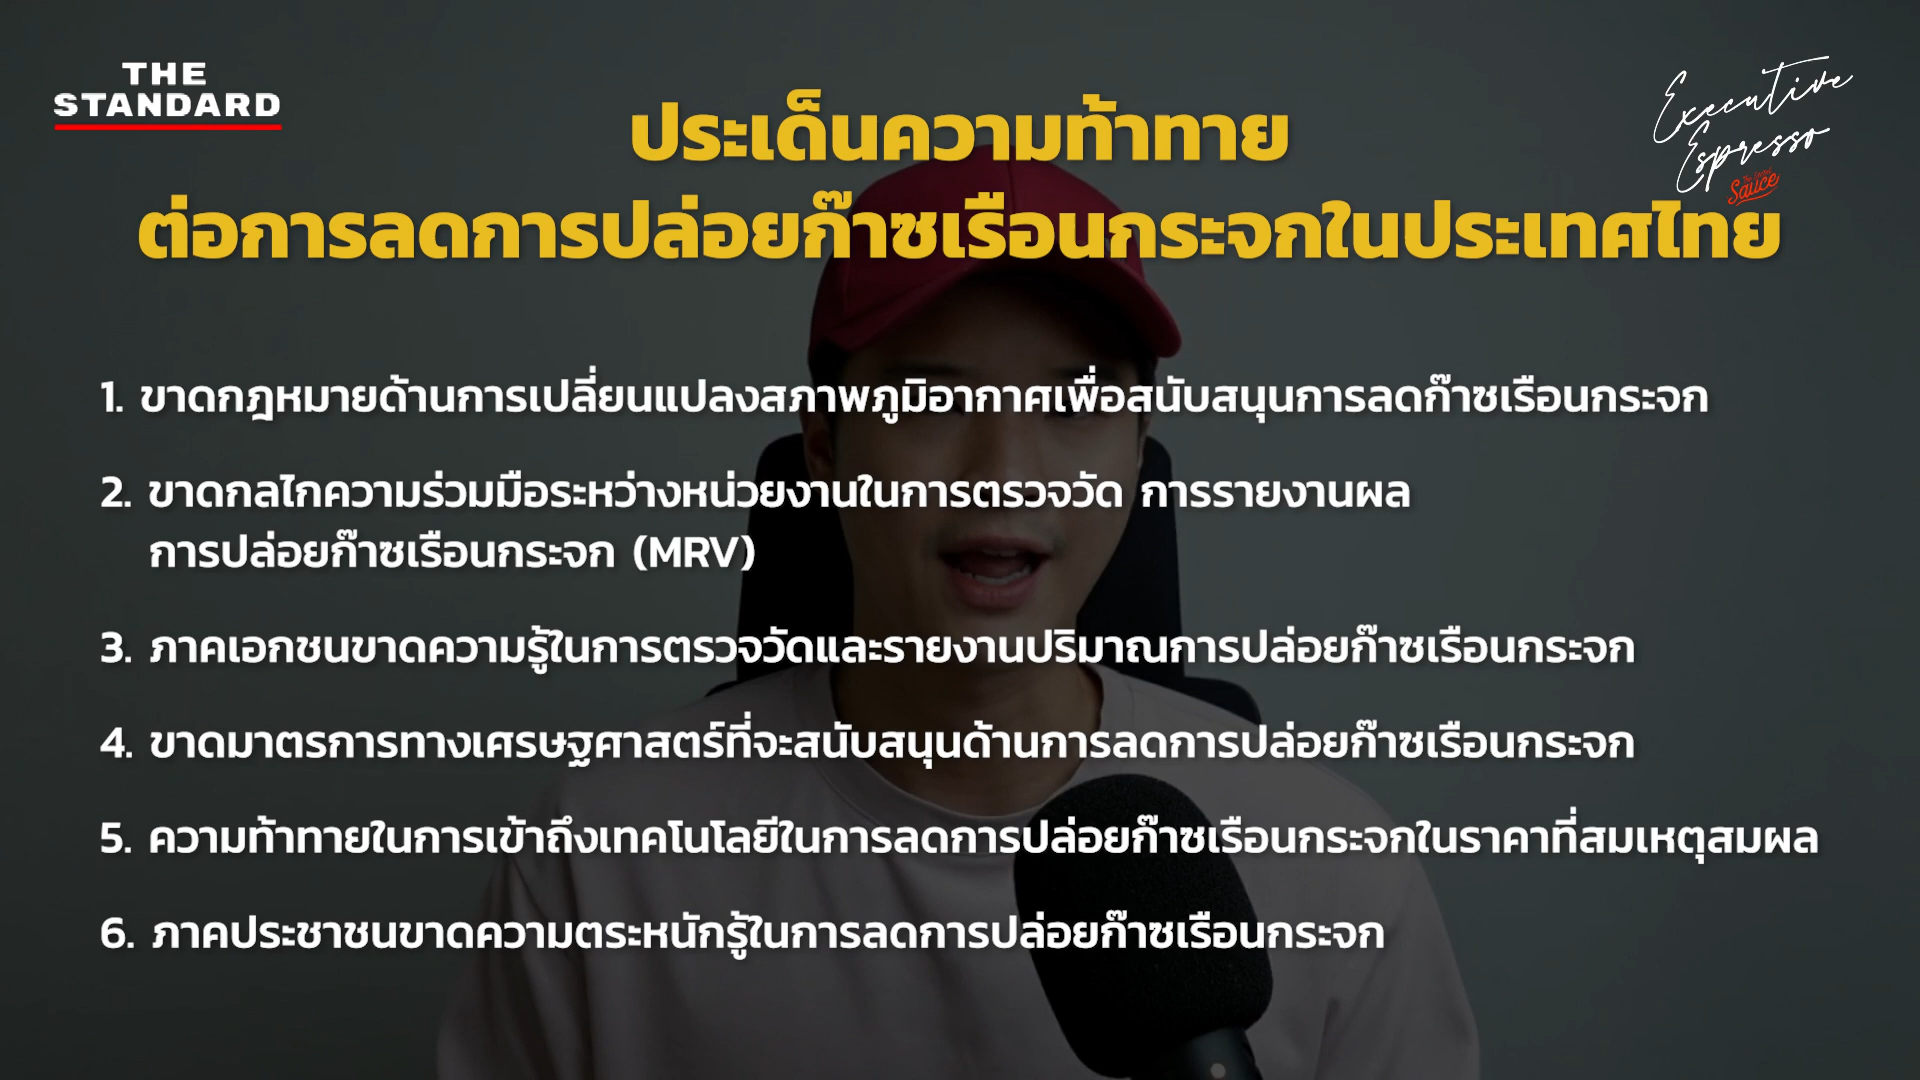 THE
STANDARD
Executive
Espresso
The Secret
Sauce
ประเด็นความท้าทาย
ต่อการลดการปล่อยก๊าซเรือนกระจกในประเทศไทย
1. ขาดกฎหมายด้านการเปลี่ยนแปลงสภาพภูมิอากาศเพื่อสนับสนุนการลดก๊าซเรือนกระจก
2. ขาดกลไกความร่วมมือระหว่างหน่วยงานในการตรวจวัด การรายงานผล
การปล่อยก๊าซเรือนกระจก (MRV)
3. ภาคเอกชนขาดความรู้ในการตรวจวัดและรายงานปริมาณการปล่อยก๊าซเรือนกระจก
4. ขาดมาตรการทางเศรษฐศาสตร์ที่จะสนับสนุนด้านการลดการปล่อยก๊าซเรือนกระจก
5. ความท้าทายในการเข้าถึงเทคโนโลยีในการลดการปล่อยก๊าซเรือนกระจกในราคาที่สมเหตุสมผล
6. ภาคประชาชนขาดความตระหนักรู้ในการลดการปล่อยก๊าซเรือนกระจก